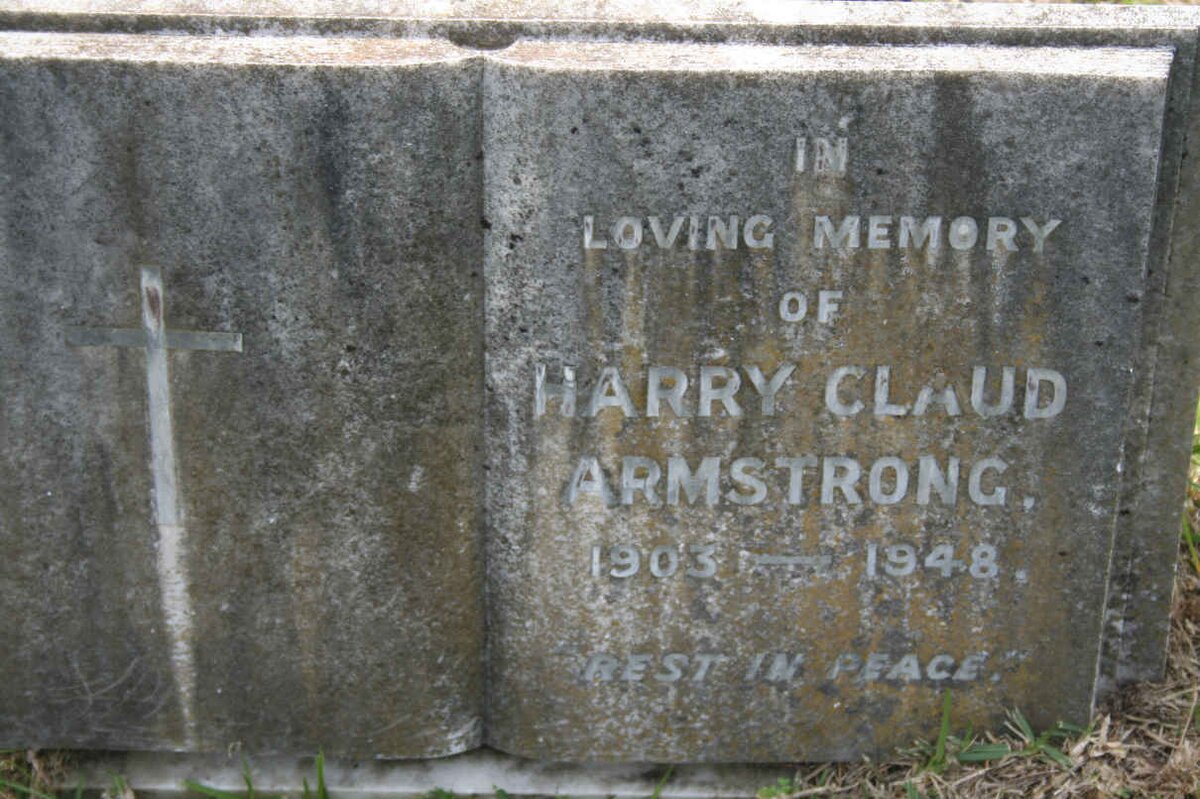 IN
LOVING MEMORY
OF
HARRY CLAUD
ARMSTRONG.
1903 — 1948.
"REST IN PEACE."